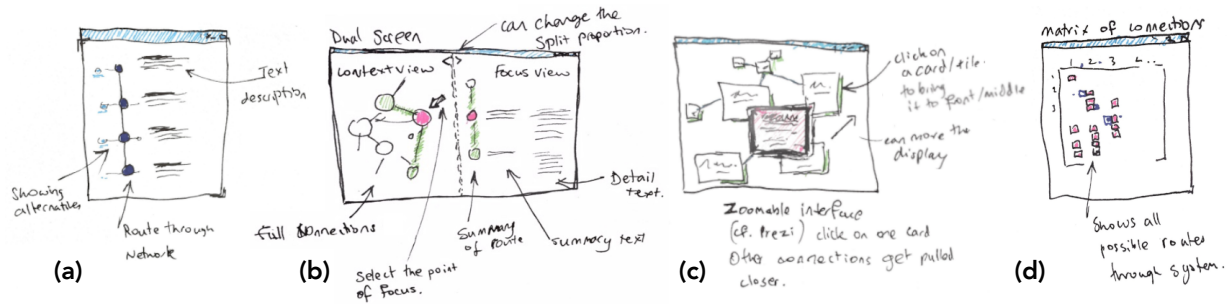 Text
description
Showing
alternatives
Route through
Network
(a)
Dual Screen
can change the
Split proportion.
Context view
Focus view
Full connections
Select the point
of focus.
Summary
of route
Summary text
Detail
text.
(b)
click on
a card/tile.
to bring
it to front/middle
can move the
display
Zoomable interface
(cf. Prezi) click on one card
Other connections get pulled
closer.
(c)
matrix of connections
1 2 3 4 ...
1
2
3
Shows all
possible routes
through system.
(d)